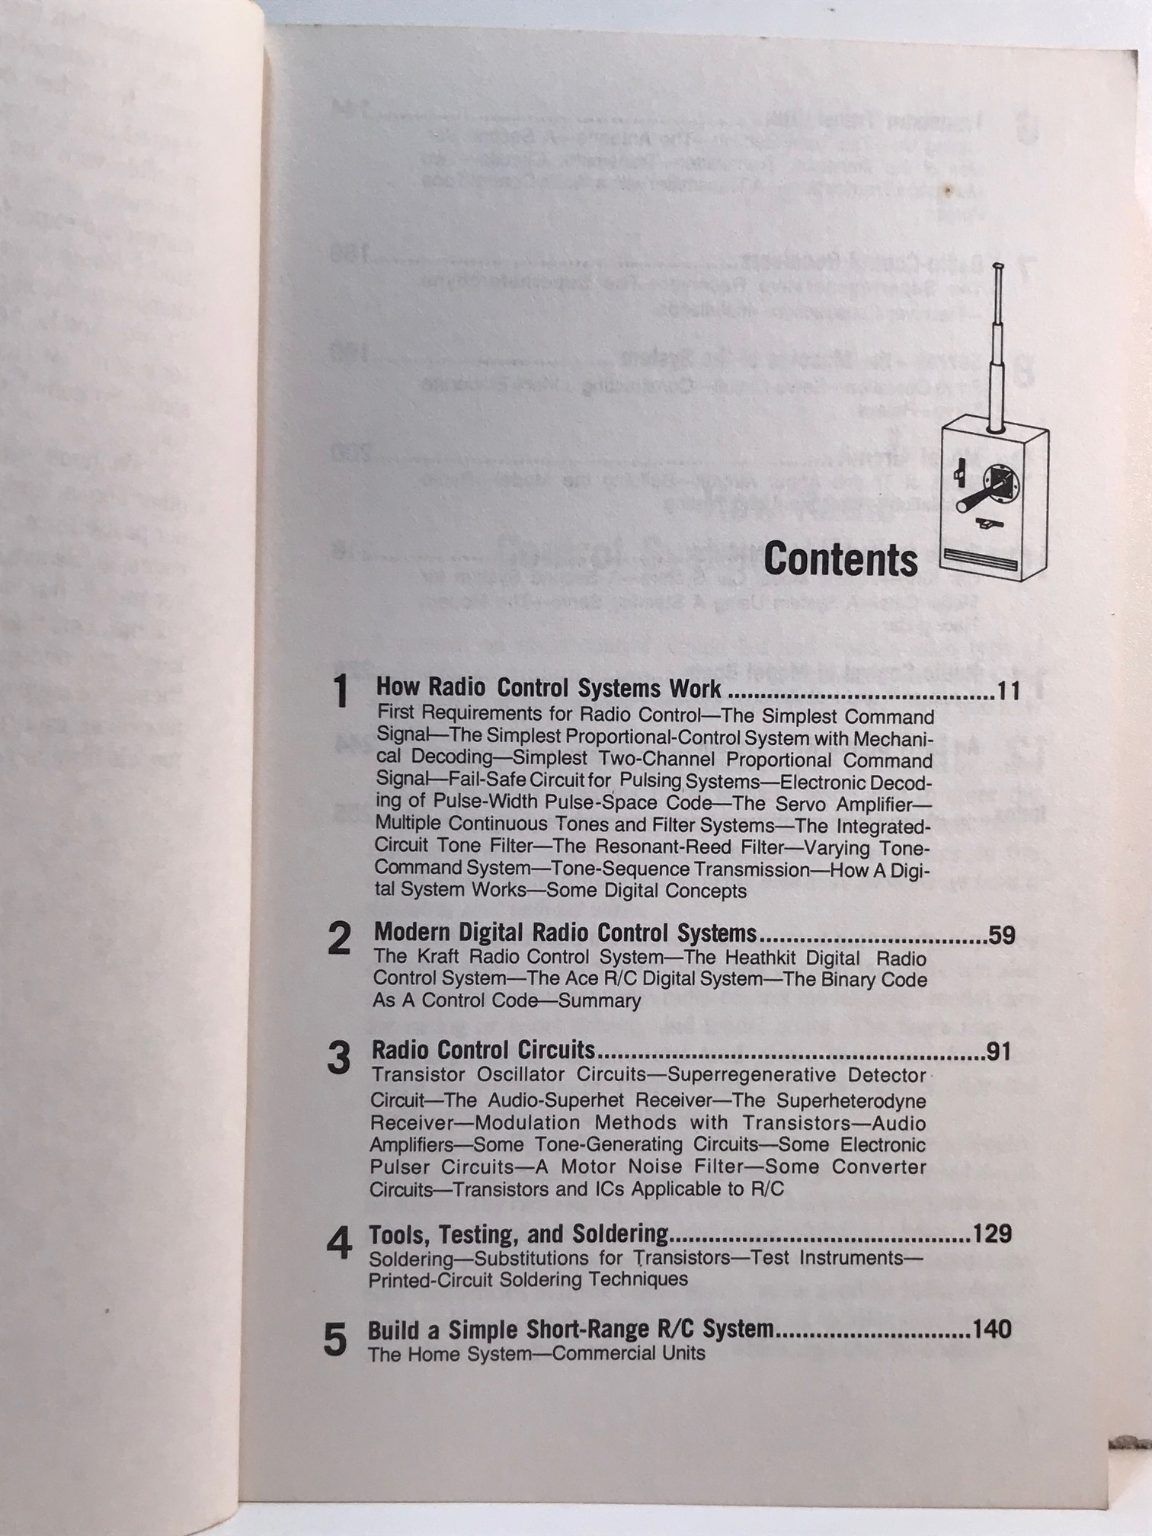 Contents
1 How Radio Control Systems Work ........................................11
First Requirements for Radio Control—The Simplest Command
Signal—The Simplest Proportional-Control System with Mechani-
cal Decoding—Simplest Two-Channel Proportional Command
Signal—Fail-Safe Circuit for Pulsing Systems—Electronic Decod-
ing of Pulse-Width Pulse-Space Code—The Servo Amplifier—
Multiple Continuous Tones and Filter Systems—The Integrated-
Circuit Tone Filter—The Resonant-Reed Filter—Varying Tone-
Command System—Tone-Sequence Transmission—How A Digi-
tal System Works—Some Digital Concepts
2 Modern Digital Radio Control Systems..................................59
The Kraft Radio Control System—The Heathkit Digital Radio
Control System—The Ace R/C Digital System—The Binary Code
As A Control Code—Summary
3 Radio Control Circuits..........................................................91
Transistor Oscillator Circuits—Superregenerative Detector
Circuit—The Audio-Superhet Receiver—The Superheterodyne
Receiver—Modulation Methods with Transistors—Audio
Amplifiers—Some Tone-Generating Circuits—Some Electronic
Pulser Circuits—A Motor Noise Filter—Some Converter
Circuits—Transistors and ICs Applicable to R/C
4 Tools, Testing, and Soldering.............................................129
Soldering—Substitutions for Transistors—Test Instruments—
Printed-Circuit Soldering Techniques
5 Build a Simple Short-Range R/C System.............................140
The Home System—Commercial Units